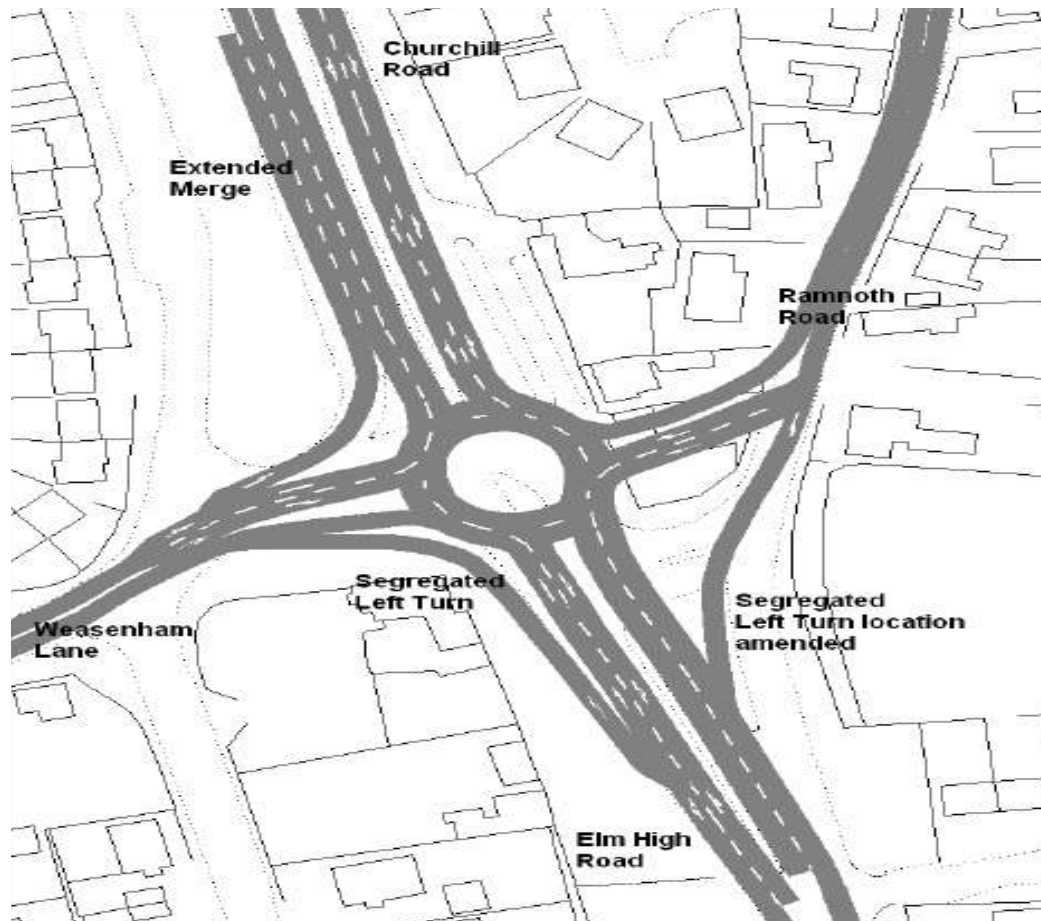 Churchill
Road
Extended
Merge
Ramnoth
Road
Segregated
Left Turn
Segregated
Left Turn location
amended
Weasenham
Lane
Elm High
Road